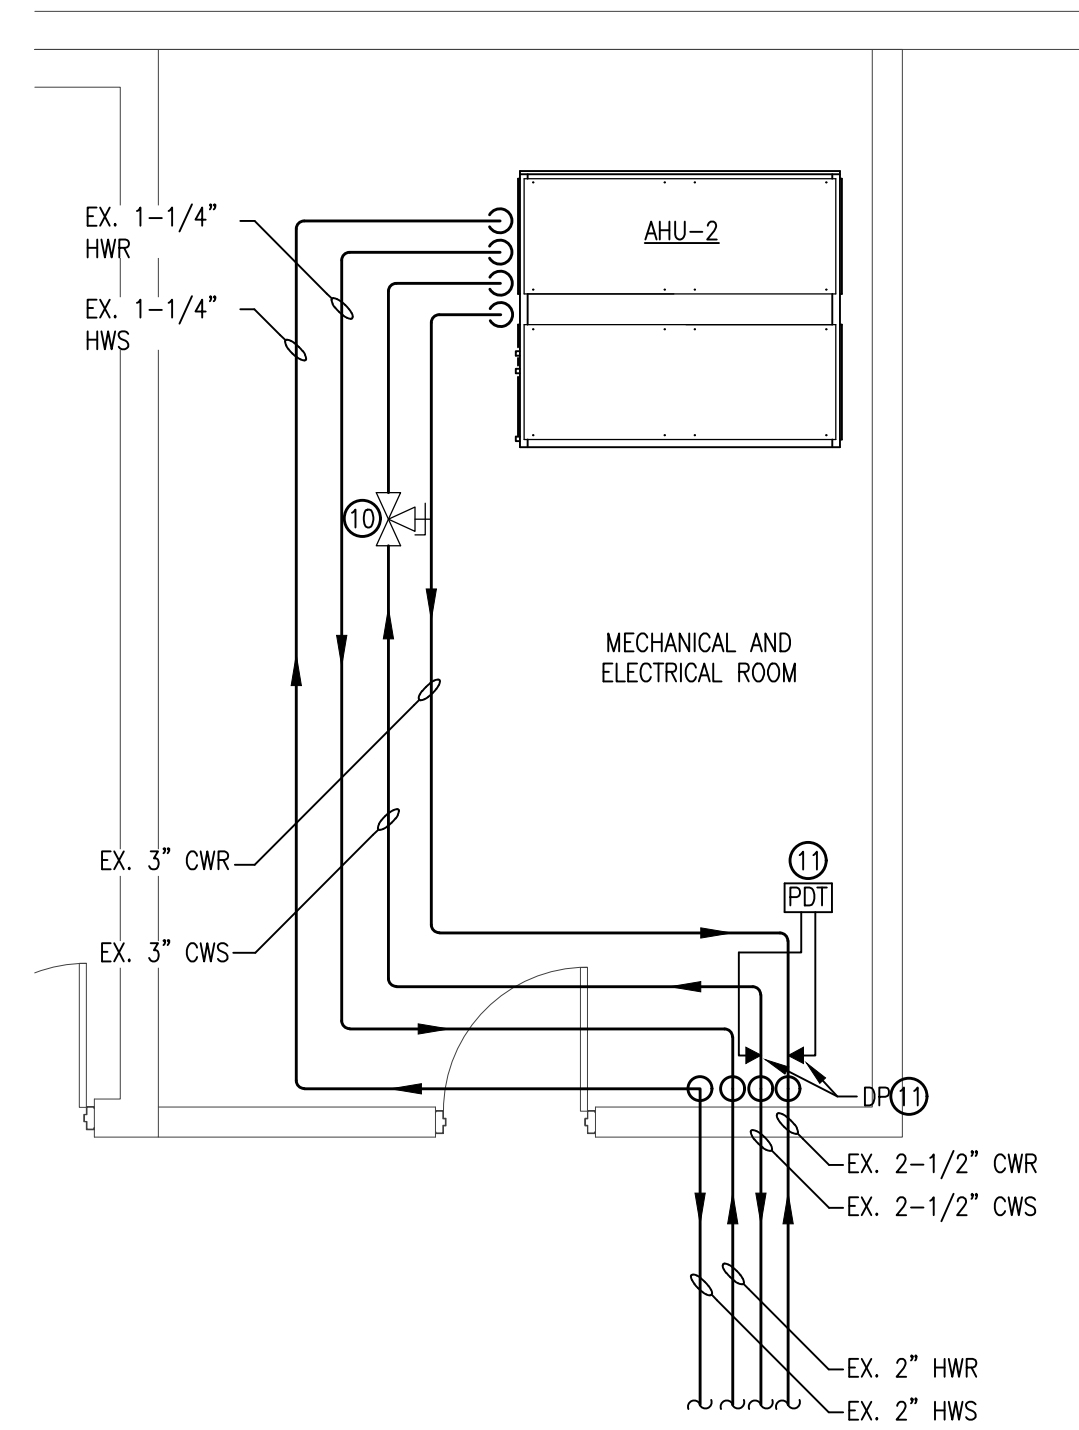 EX. 1-1/4"
HWR
AHU-2
EX. 1-1/4"
HWS
10
MECHANICAL AND
ELECTRICAL ROOM
EX. 3" CWR
11
PDT
EX. 3" CWS
DP 11
EX. 2-1/2" CWR
EX. 2-1/2" CWS
EX. 2" HWR
EX. 2" HWS